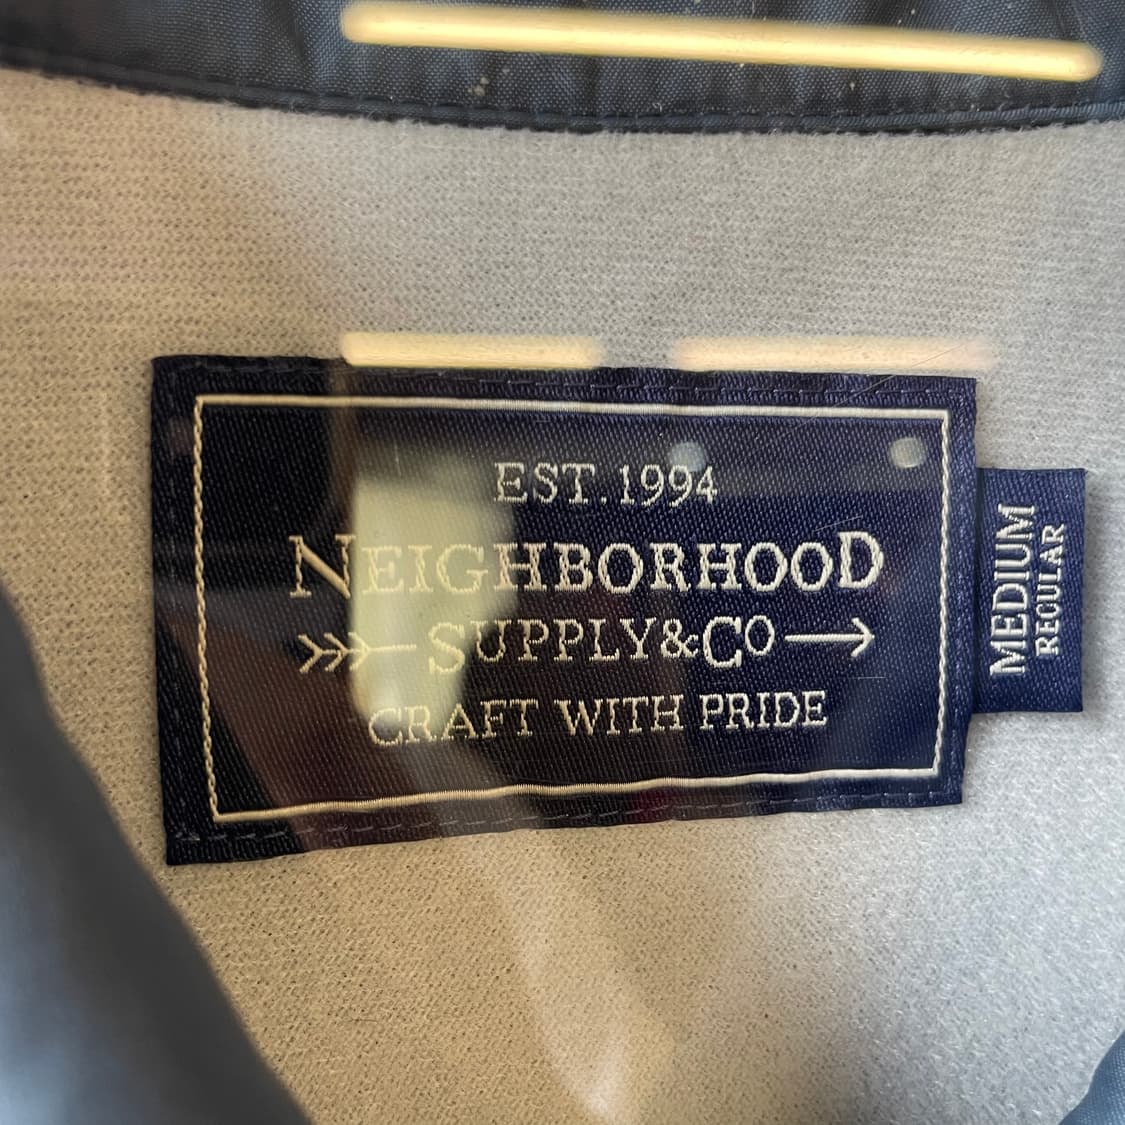 EST. 1994
NEIGHBORHOOD
SUPPLY&CO
CRAFT WITH PRIDE
MEDIUM
REGULAR